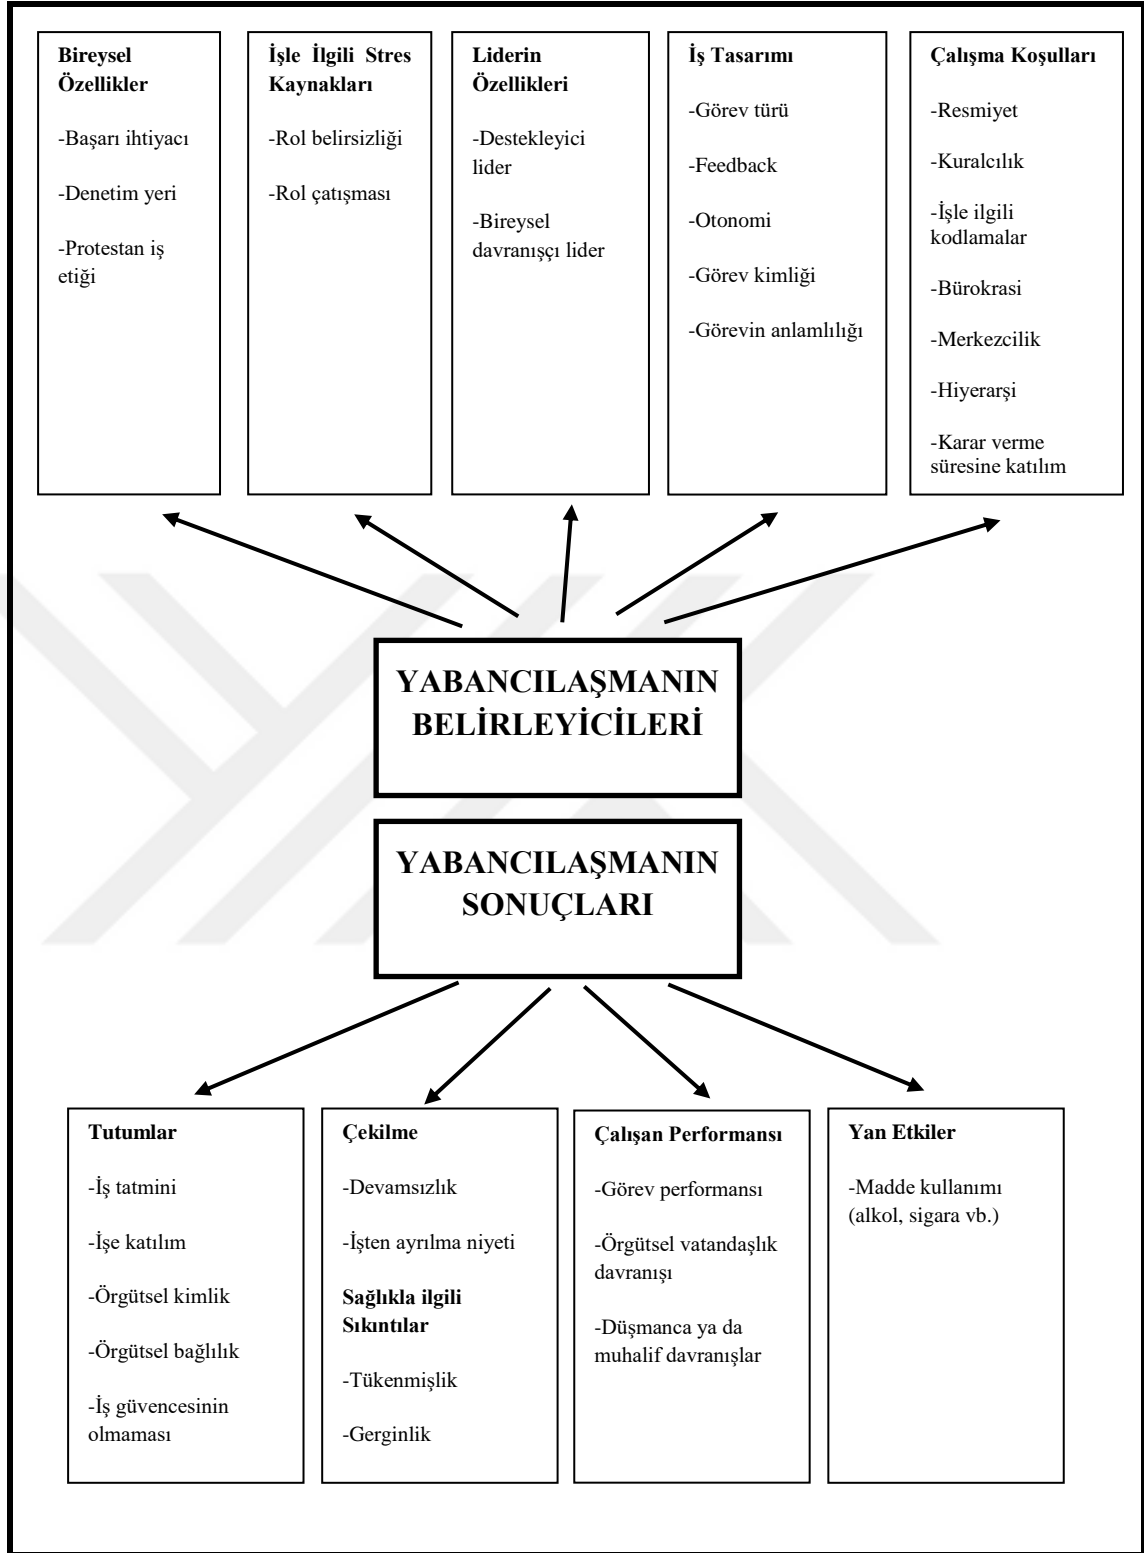 Bireysel
Özellikler
-Başarı ihtiyacı
-Denetim yeri
-Protestan iş
etiği
İşle İlgili Stres
Kaynakları
-Rol belirsizliği
-Rol çatışması
Liderin
Özellikleri
-Destekleyici
lider
-Bireysel
davranışçı lider
İş Tasarımı
-Görev türü
-Feedback
-Otonomi
-Görev kimliği
-Görevin anlamlılığı
Çalışma Koşulları
-Resmiyet
-Kuralcılık
-İşle ilgili
kodlamalar
-Bürokrasi
-Merkezcilik
-Hiyerarşi
-Karar verme
süresine katılım
YABANCILAŞMANIN
BELİRLEYİCİLERİ
YABANCILAŞMANIN
SONUÇLARI
Tutumlar
-İş tatmini
-İşe katılım
-Örgütsel kimlik
-Örgütsel bağlılık
-İş güvencesinin
olmaması
Çekilme
-Devamsızlık
-İşten ayrılma niyeti
Sağlıkla ilgili
Sıkıntılar
-Tükenmişlik
-Gerginlik
Çalışan Performansı
-Görev performansı
-Örgütsel vatandaşlık
davranışı
-Düşmanca ya da
muhalif davranışlar
Yan Etkiler
-Madde kullanımı
(alkol, sigara vb.)